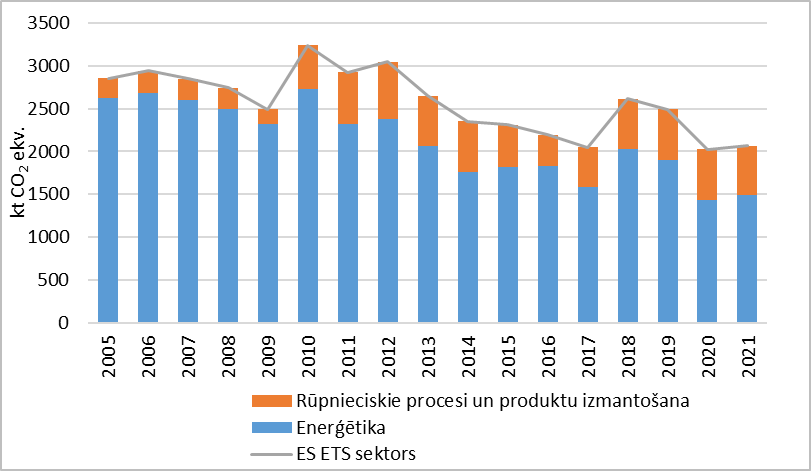 3500
3000
2500
2000
1500
1000
500
0
kt CO₂ ekv.
2005 2006 2007 2008 2009 2010 2011 2012 2013 2014 2015 2016 2017 2018 2019 2020 2021
Rūpnieciskie procesi un produktu izmantošana
Enerģētika
ES ETS sektors